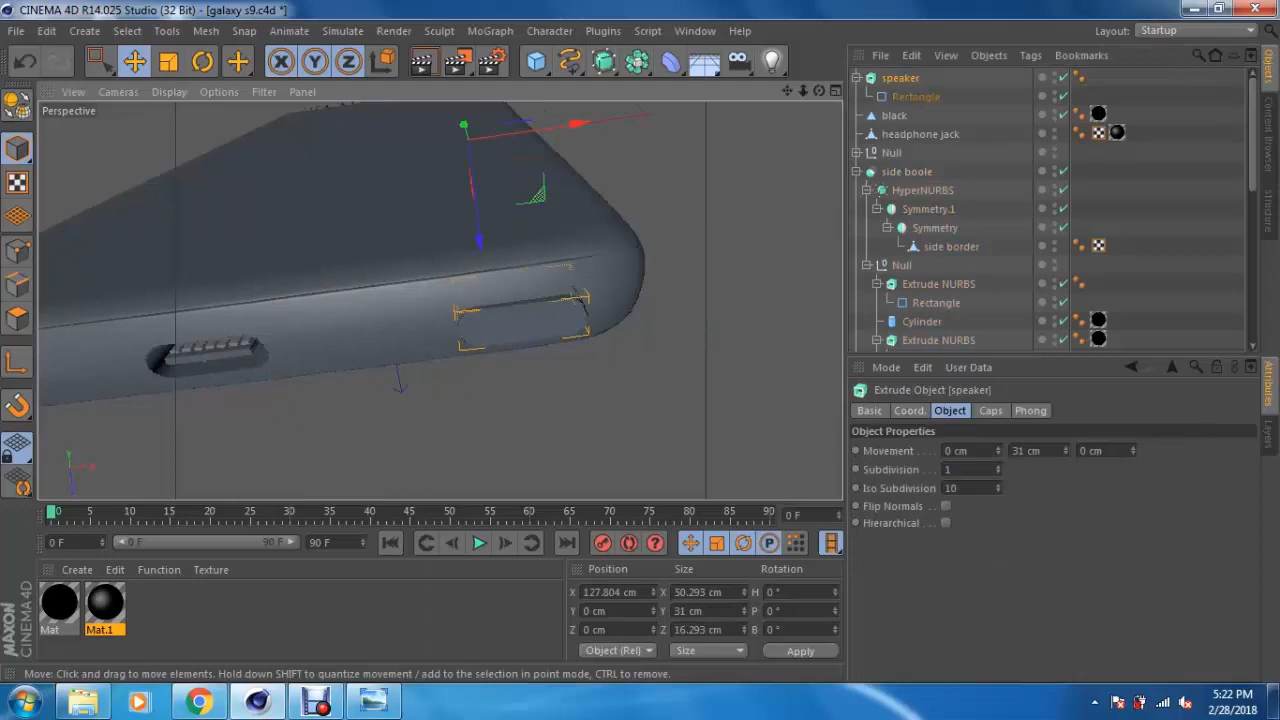 CINEMA 4D R14.025 Studio (32 Bit) - [galaxy s9.c4d *]
File Edit Create Select Tools Mesh Snap Animate Simulate Render Sculpt MoGraph Character Plugins Script Window Help Layout: Startup
File Edit View Objects Tags Bookmarks
View Cameras Display Options Filter Panel
Perspective
speaker
Rectangle
black
headphone jack
Null
side boole
HyperNURBS
Symmetry.1
Symmetry
side border
Null
Extrude NURBS
Rectangle
Cylinder
Extrude NURBS
Objects
Content Browser
Structure
Mode Edit User Data
Extrude Object [speaker]
Basic Coord. Object Caps Phong
Object Properties
Movement . . . . 0 cm 31 cm 0 cm
Subdivision . . . 1
Iso Subdivision 10
Flip Normals .
Hierarchical . .
Attributes
Layers
0 5 10 15 20 25 30 35 40 45 50 55 60 65 70 75 80 85 90 0 F
0 F 0 F 90 F 90 F
Create Edit Function Texture
Mat Mat.1
MAXON CINEMA 4D
Position Size Rotation
X 127.804 cm X 50.293 cm H 0 °
Y 0 cm Y 31 cm P 0 °
Z 0 cm Z 16.293 cm B 0 °
Object (Rel) Size Apply
Move: Click and drag to move elements. Hold down SHIFT to quantize movement / add to the selection in point mode, CTRL to remove.
5:22 PM
2/28/2018